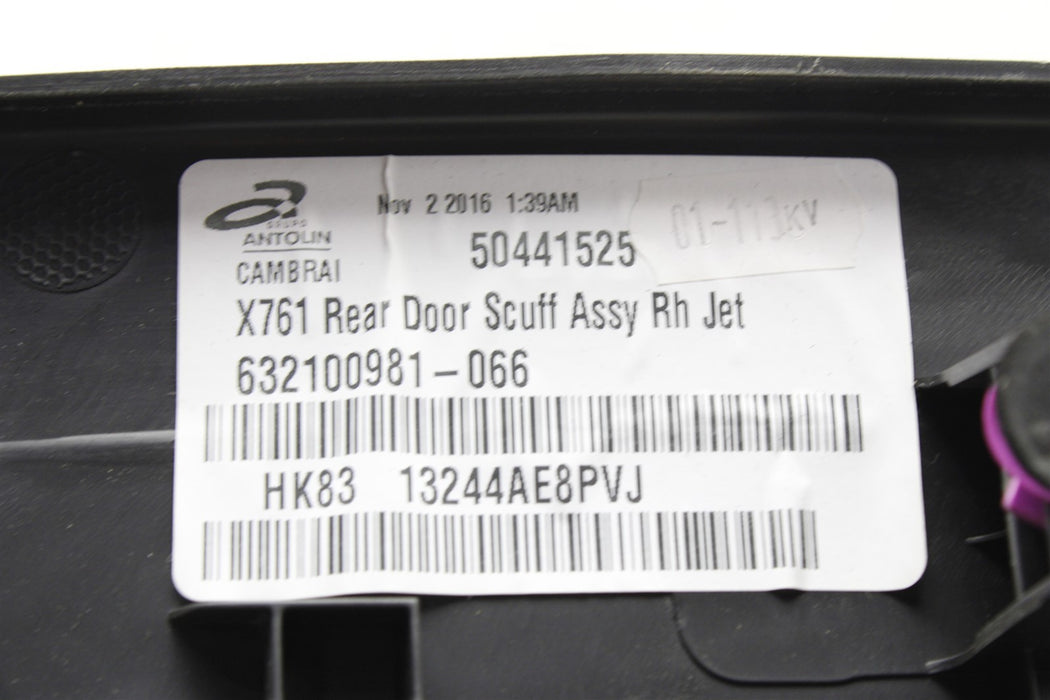 Nov 2 2016 1:39AM
GRUPO
ANTOLIN
50441525
CAMBRAI
X761 Rear Door Scuff Assy Rh Jet
632100981-066
HK83 13244AE8PVJ